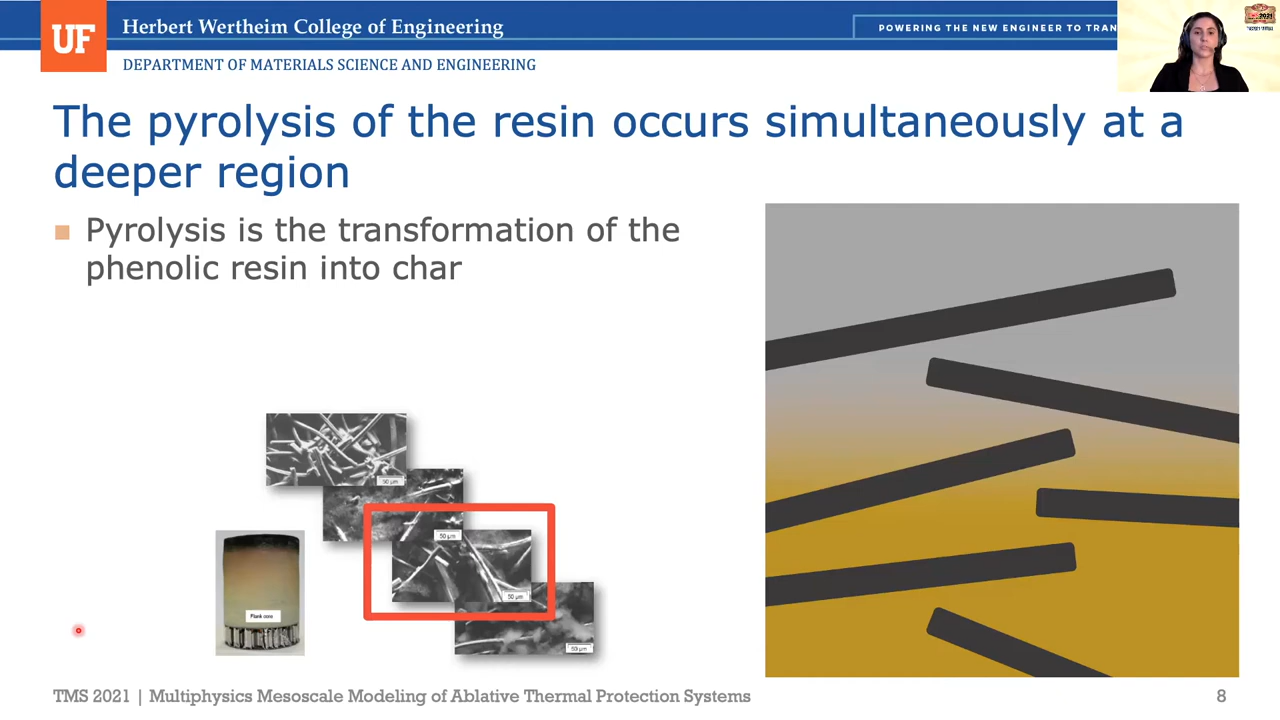 UF
Herbert Wertheim College of Engineering
POWERING THE NEW ENGINEER TO TRAN
TMS2021
DEPARTMENT OF MATERIALS SCIENCE AND ENGINEERING
The pyrolysis of the resin occurs simultaneously at a
deeper region
Pyrolysis is the transformation of the
phenolic resin into char
50 µm
50 µm
50 µm
50 µm
Plank core
TMS 2021 | Multiphysics Mesoscale Modeling of Ablative Thermal Protection Systems
8